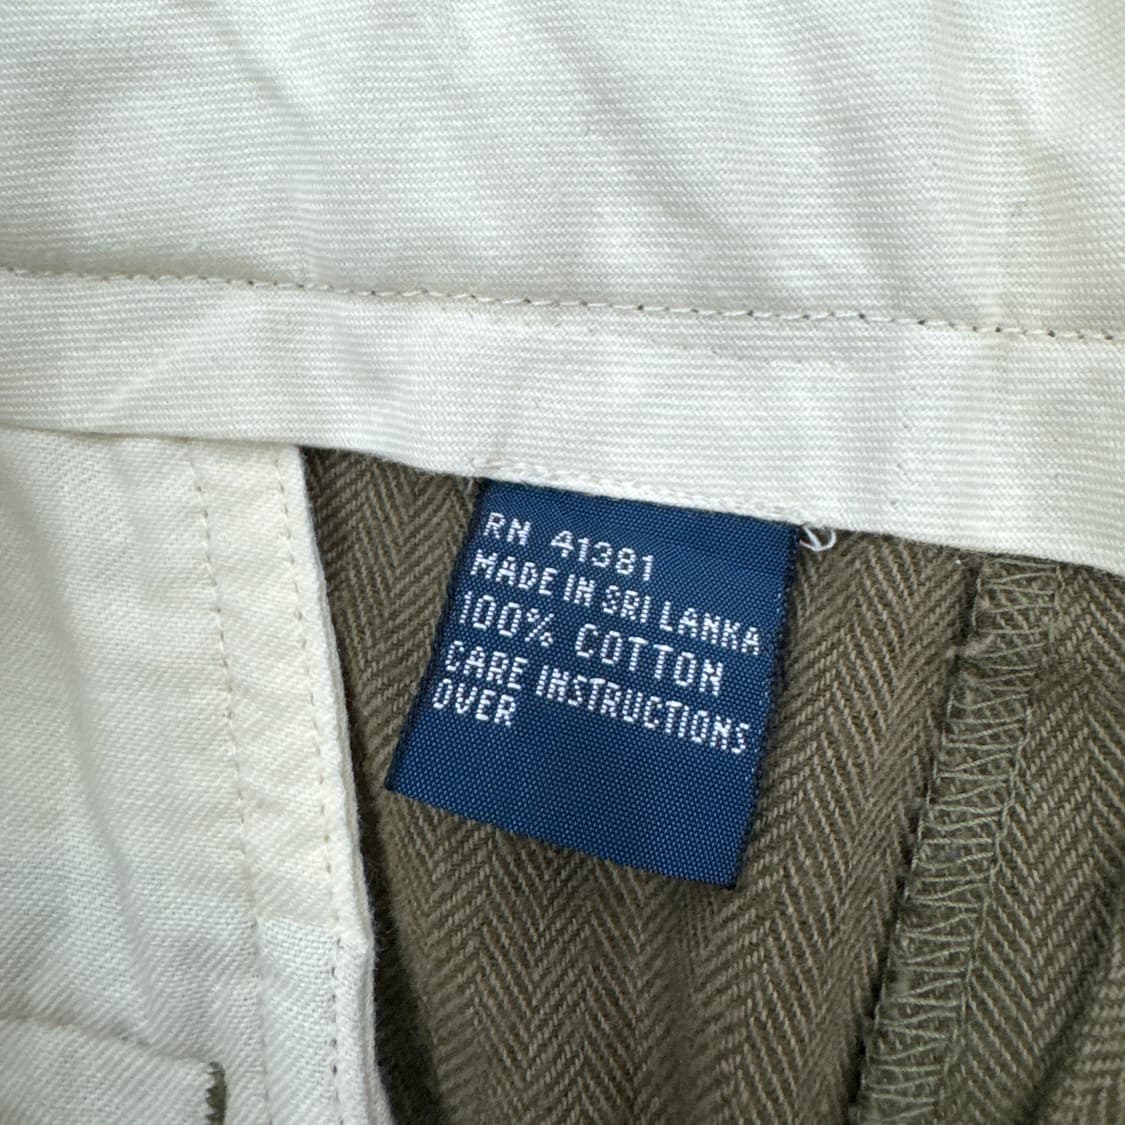 RN 41381
MADE IN SRI LANKA
100% COTTON
CARE INSTRUCTIONS
OVER